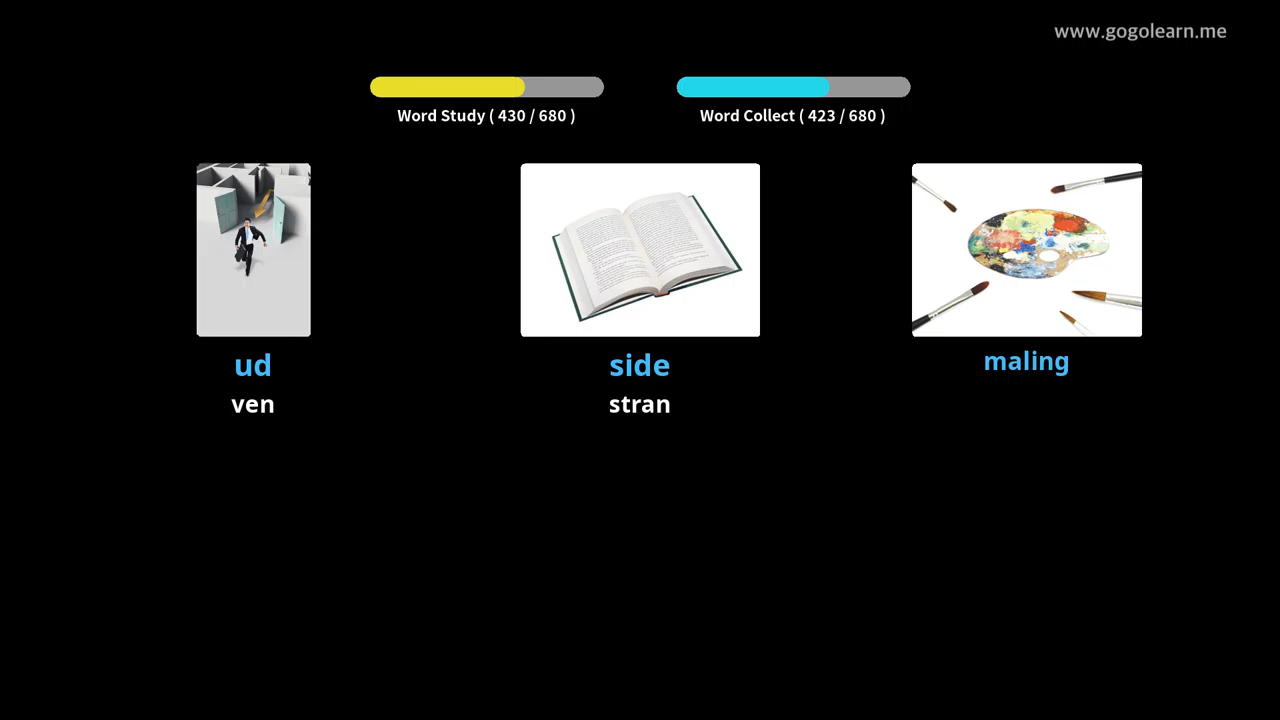 www.gogolearn.me
Word Study ( 430 / 680 )
Word Collect ( 423 / 680 )
ud
ven
side
stran
maling